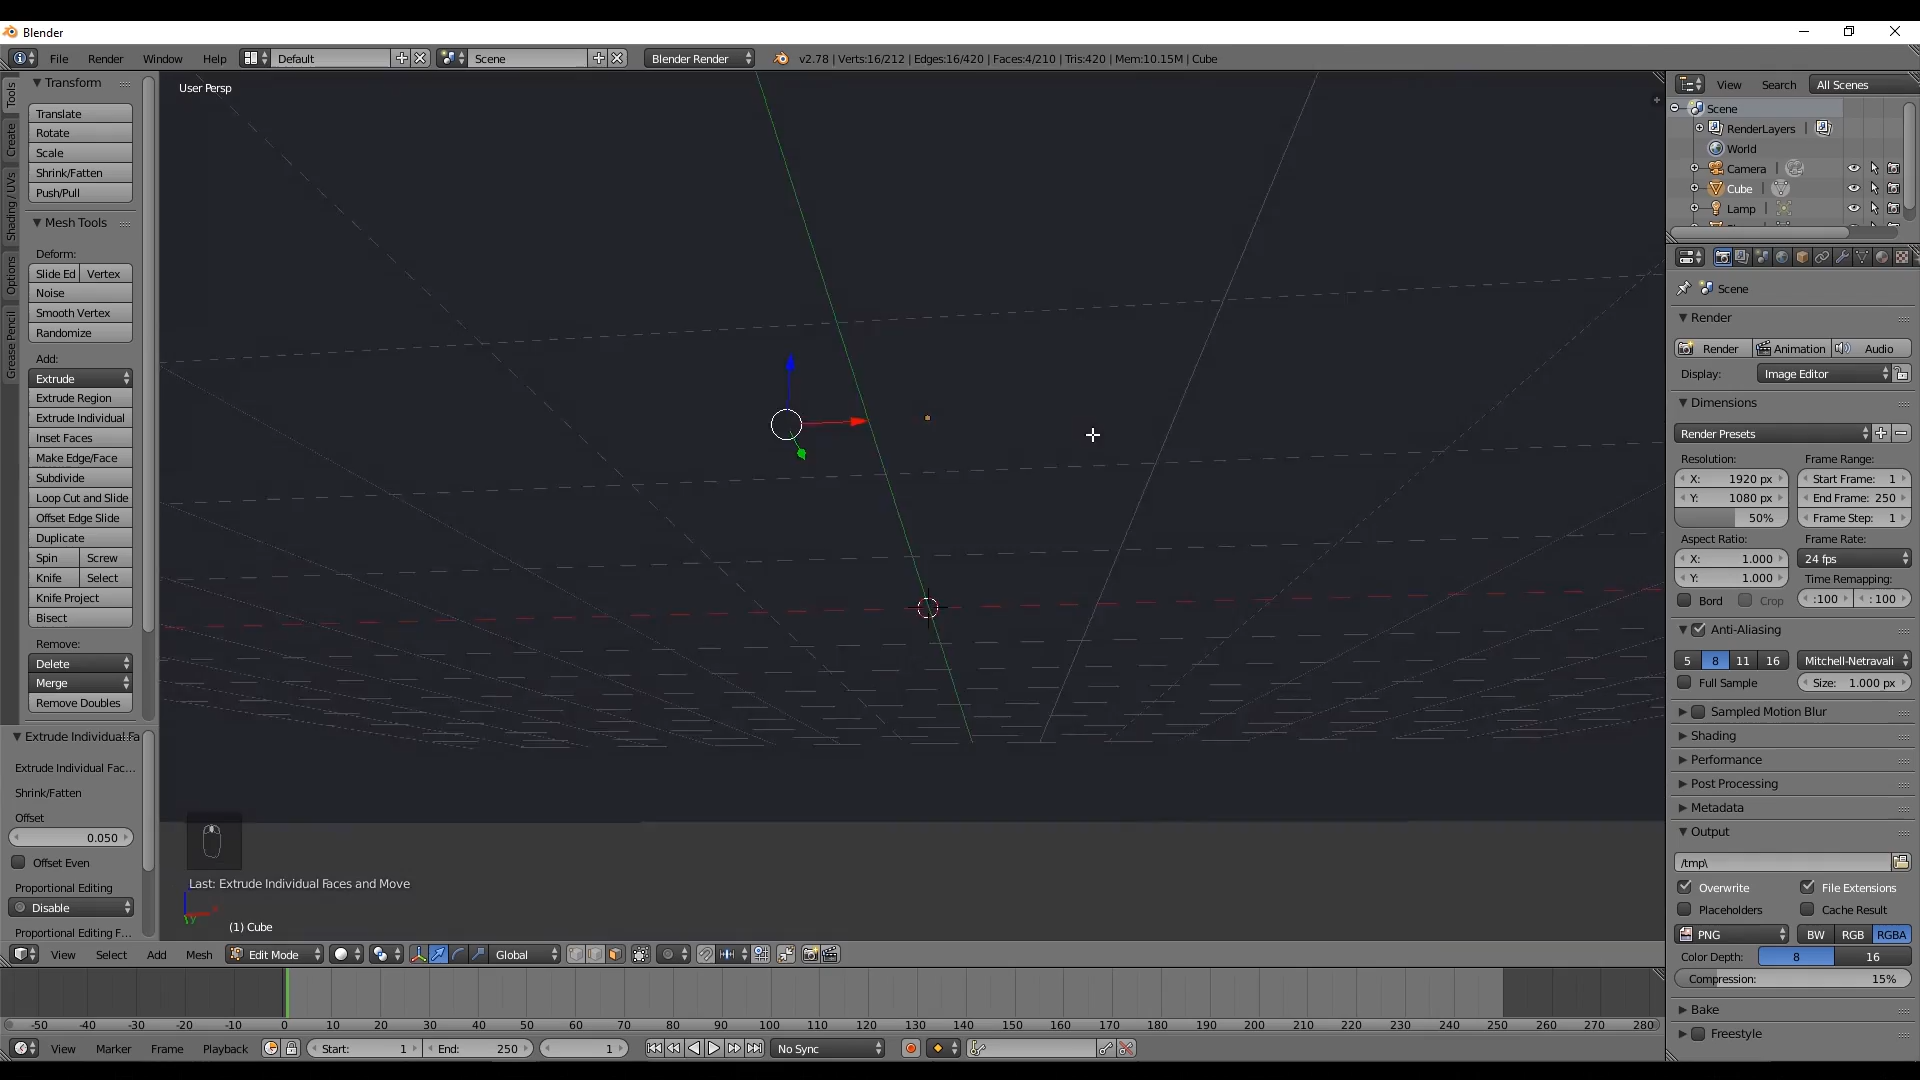 Blender
File Render Window Help Default Scene Blender Render v2.78 | Verts:16/212 | Edges:16/420 | Faces:4/210 | Tris:420 | Mem:10.15M | Cube
Tools
Create
Shading / UVs
Options
Grease Pencil
Transform
Translate
Rotate
Scale
Shrink/Fatten
Push/Pull
Mesh Tools
Deform:
Slide Ed Vertex
Noise
Smooth Vertex
Randomize
Add:
Extrude
Extrude Region
Extrude Individual
Inset Faces
Make Edge/Face
Subdivide
Loop Cut and Slide
Offset Edge Slide
Duplicate
Spin Screw
Knife Select
Knife Project
Bisect
Remove:
Delete
Merge
Remove Doubles
Extrude Individual Fa
Extrude Individual Fac...
Shrink/Fatten
Offset
0.050
Offset Even
Proportional Editing
Disable
Proportional Editing F...
User Persp
Last: Extrude Individual Faces and Move
(1) Cube
View Search All Scenes
Scene
RenderLayers |
World
Camera |
Cube |
Lamp |
Scene
Render
Render Animation Audio
Display: Image Editor
Dimensions
Render Presets
Resolution: Frame Range:
X: 1920 px Start Frame: 1
Y: 1080 px End Frame: 250
50% Frame Step: 1
Aspect Ratio: Frame Rate:
X: 1.000 24 fps
Y: 1.000 Time Remapping:
Bord Crop :100 : 100
Anti-Aliasing
5 8 11 16 Mitchell-Netravali
Full Sample Size: 1.000 px
Sampled Motion Blur
Shading
Performance
Post Processing
Metadata
Output
/tmp\
Overwrite File Extensions
Placeholders Cache Result
PNG BW RGB RGBA
Color Depth: 8 16
Compression: 15%
Bake
Freestyle
View Select Add Mesh Edit Mode Global
-50 -40 -30 -20 -10 0 10 20 30 40 50 60 70 80 90 100 110 120 130 140 150 160 170 180 190 200 210 220 230 240 250 260 270 280
View Marker Frame Playback Start: 1 End: 250 1 No Sync